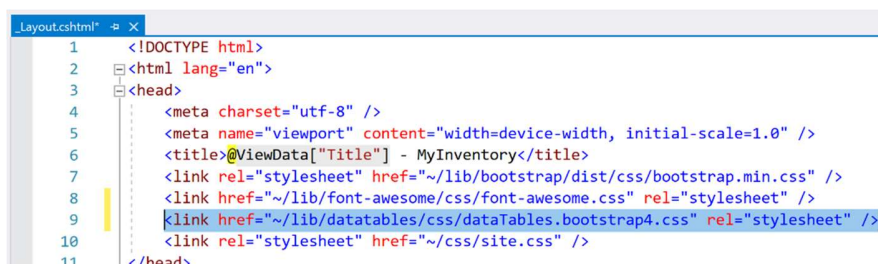 _Layout.cshtml*
1 <!DOCTYPE html>
2 <html lang="en">
3 <head>
4 <meta charset="utf-8" />
5 <meta name="viewport" content="width=device-width, initial-scale=1.0" />
6 <title>@ViewData["Title"] - MyInventory</title>
7 <link rel="stylesheet" href="~/lib/bootstrap/dist/css/bootstrap.min.css" />
8 <link href="~/lib/font-awesome/css/font-awesome.css" rel="stylesheet" />
9 <link href="~/lib/datatables/css/dataTables.bootstrap4.css" rel="stylesheet" />
10 <link rel="stylesheet" href="~/css/site.css" />
11 </head>